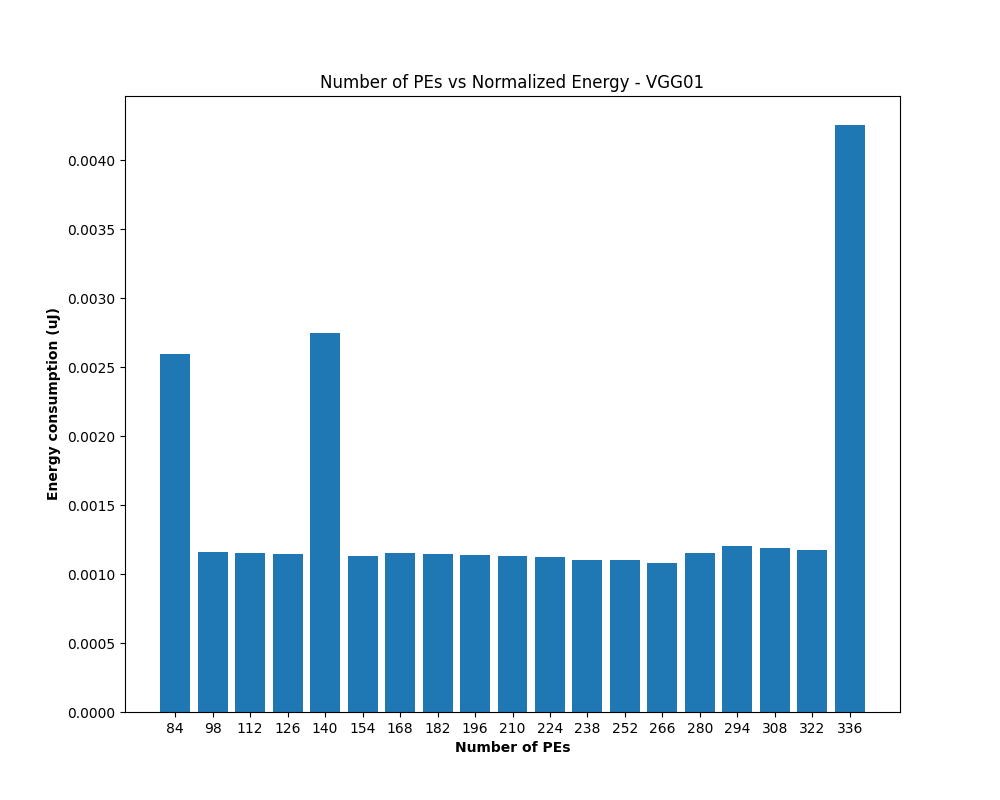 Number of PEs vs Normalized Energy - VGG01
Energy consumption (uJ)
0.0040
0.0035
0.0030
0.0025
0.0020
0.0015
0.0010
0.0005
0.0000
84 98 112 126 140 154 168 182 196 210 224 238 252 266 280 294 308 322 336
Number of PEs